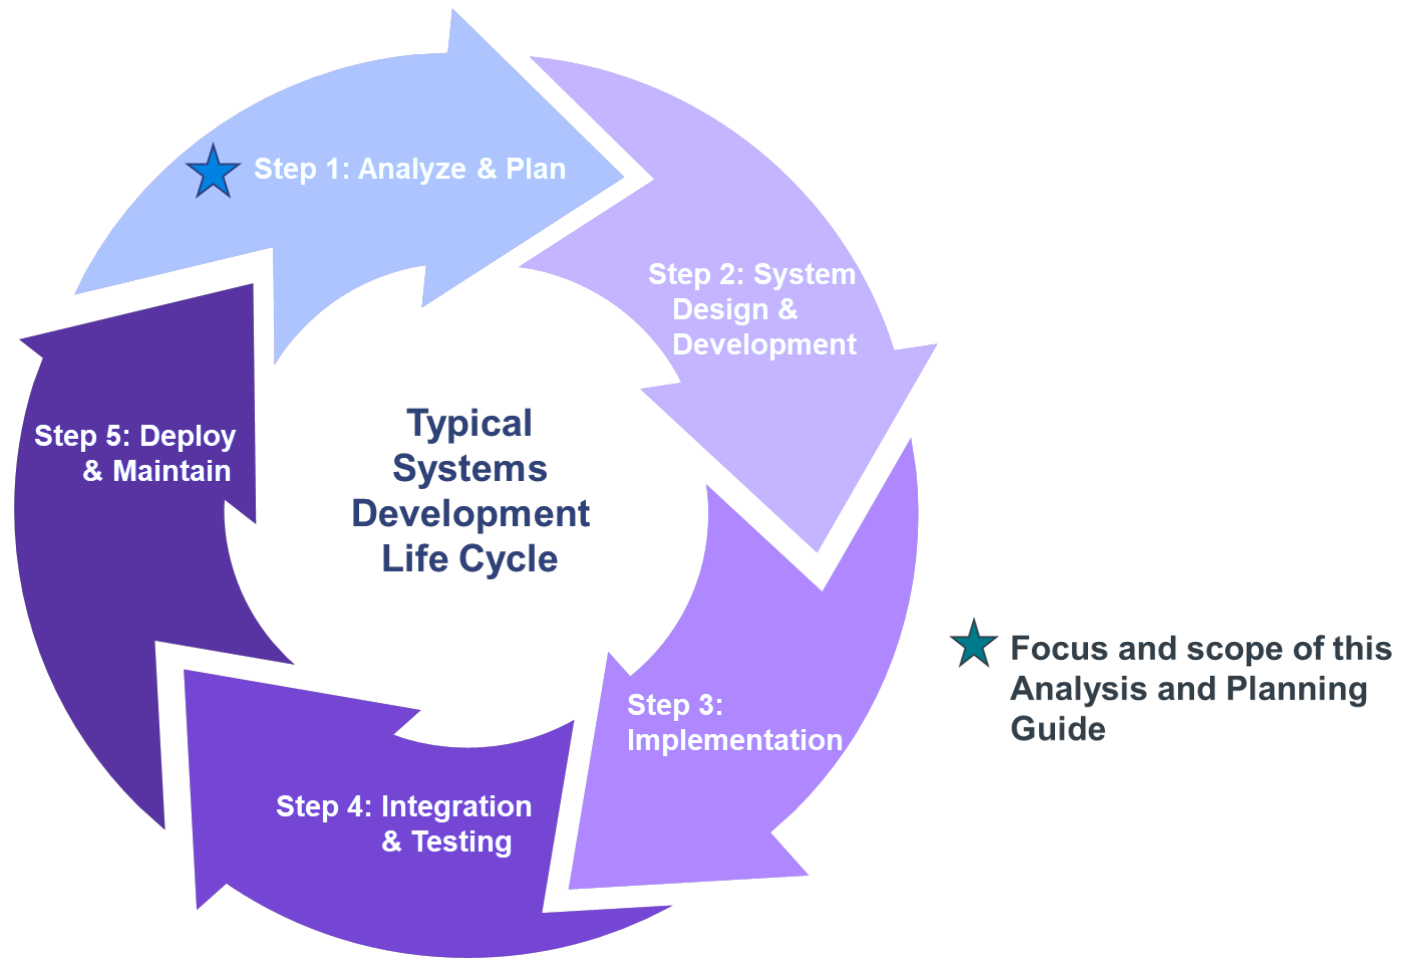 Step 1: Analyze & Plan
Step 2: System
Design &
Development
Step 3:
Implementation
Step 4: Integration
& Testing
Step 5: Deploy
& Maintain
Typical
Systems
Development
Life Cycle
Focus and scope of this
Analysis and Planning
Guide